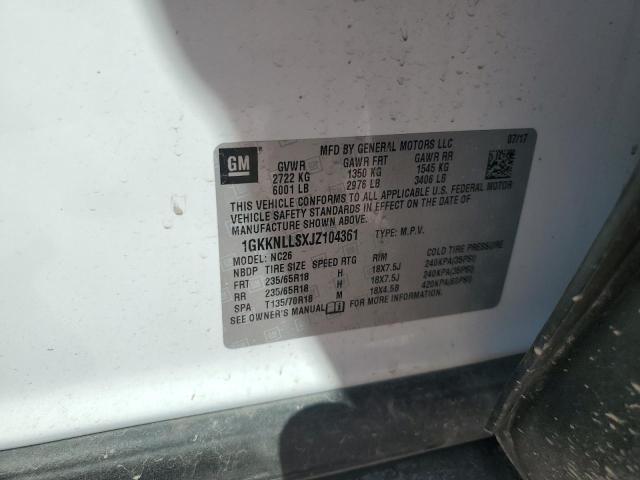 GM
MFD BY GENERAL MOTORS LLC
07/17
GVWR GAWR FRT GAWR RR
2722 KG 1350 KG 1545 KG
6001 LB 2976 LB 3406 LB
THIS VEHICLE CONFORMS TO ALL APPLICABLE U.S. FEDERAL MOTOR
VEHICLE SAFETY STANDARDS IN EFFECT ON THE DATE OF
MANUFACTURE SHOWN ABOVE.
1GKKNLLSXJZ104361 TYPE: M.P.V.
MODEL: NC26
NBDP TIRE SIZE SPEED RTG RIM COLD TIRE PRESSURE
FRT 235/65R18 H 18X7.5J 240KPA(35PSI)
RR 235/65R18 H 18X7.5J 240KPA(35PSI)
SPA T135/70R18 M 18X4.5B 420KPA(60PSI)
SEE OWNER'S MANUAL FOR MORE INFORMATION.